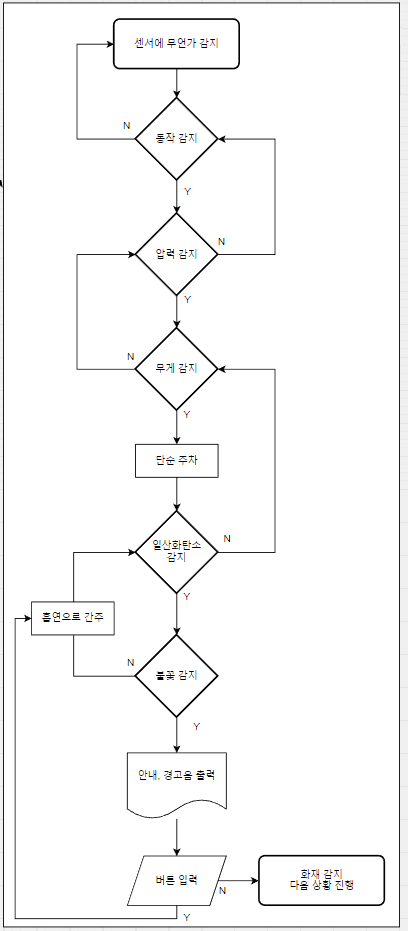 센서에 무언가 감지
N
동작 감지
Y
N
압력 감지
Y
N
무게 감지
Y
단순 주차
N
일산화탄소
감지
Y
흡연으로 간주
N
불꽃 감지
Y
안내, 경고음 출력
버튼 입력
N
화재 감지
다음 상황 진행
Y